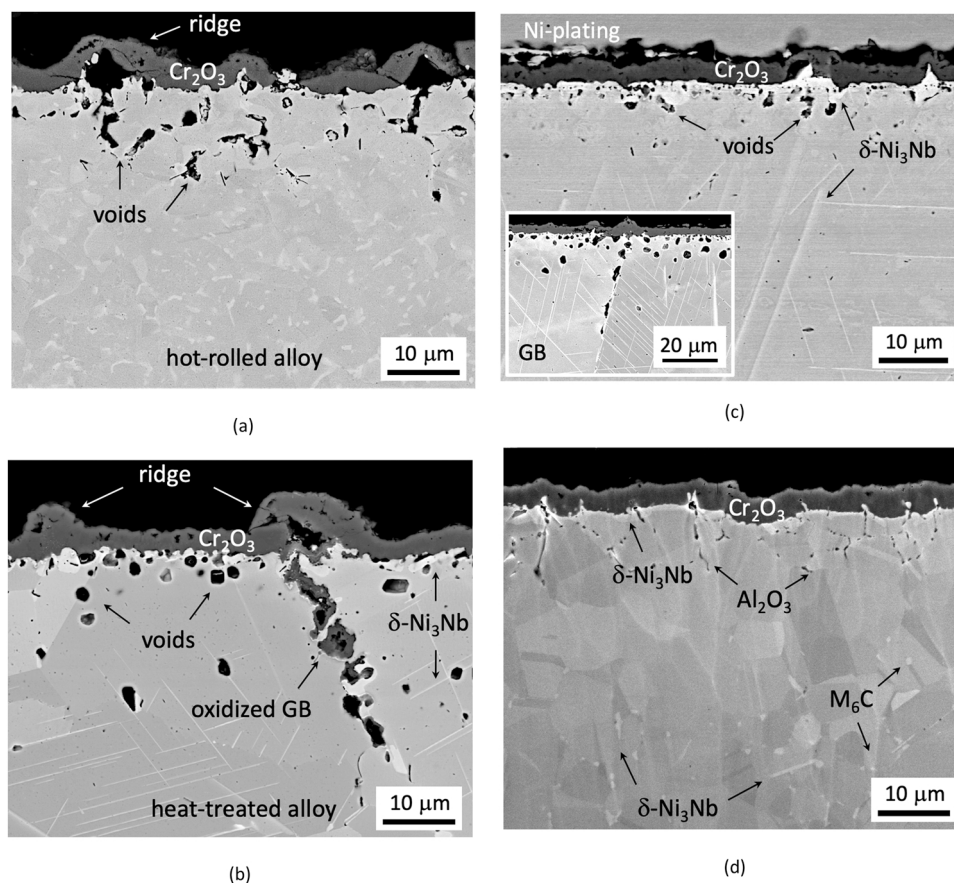 ridge
Cr₂O₃
voids
hot-rolled alloy
10 μm
(a)
Ni-plating
Cr₂O₃
voids
δ-Ni₃Nb
GB
20 μm
10 μm
(c)
ridge
Cr₂O₃
voids
δ-Ni₃Nb
oxidized GB
heat-treated alloy
10 μm
(b)
Cr₂O₃
δ-Ni₃Nb
Al₂O₃
M₆C
δ-Ni₃Nb
10 μm
(d)